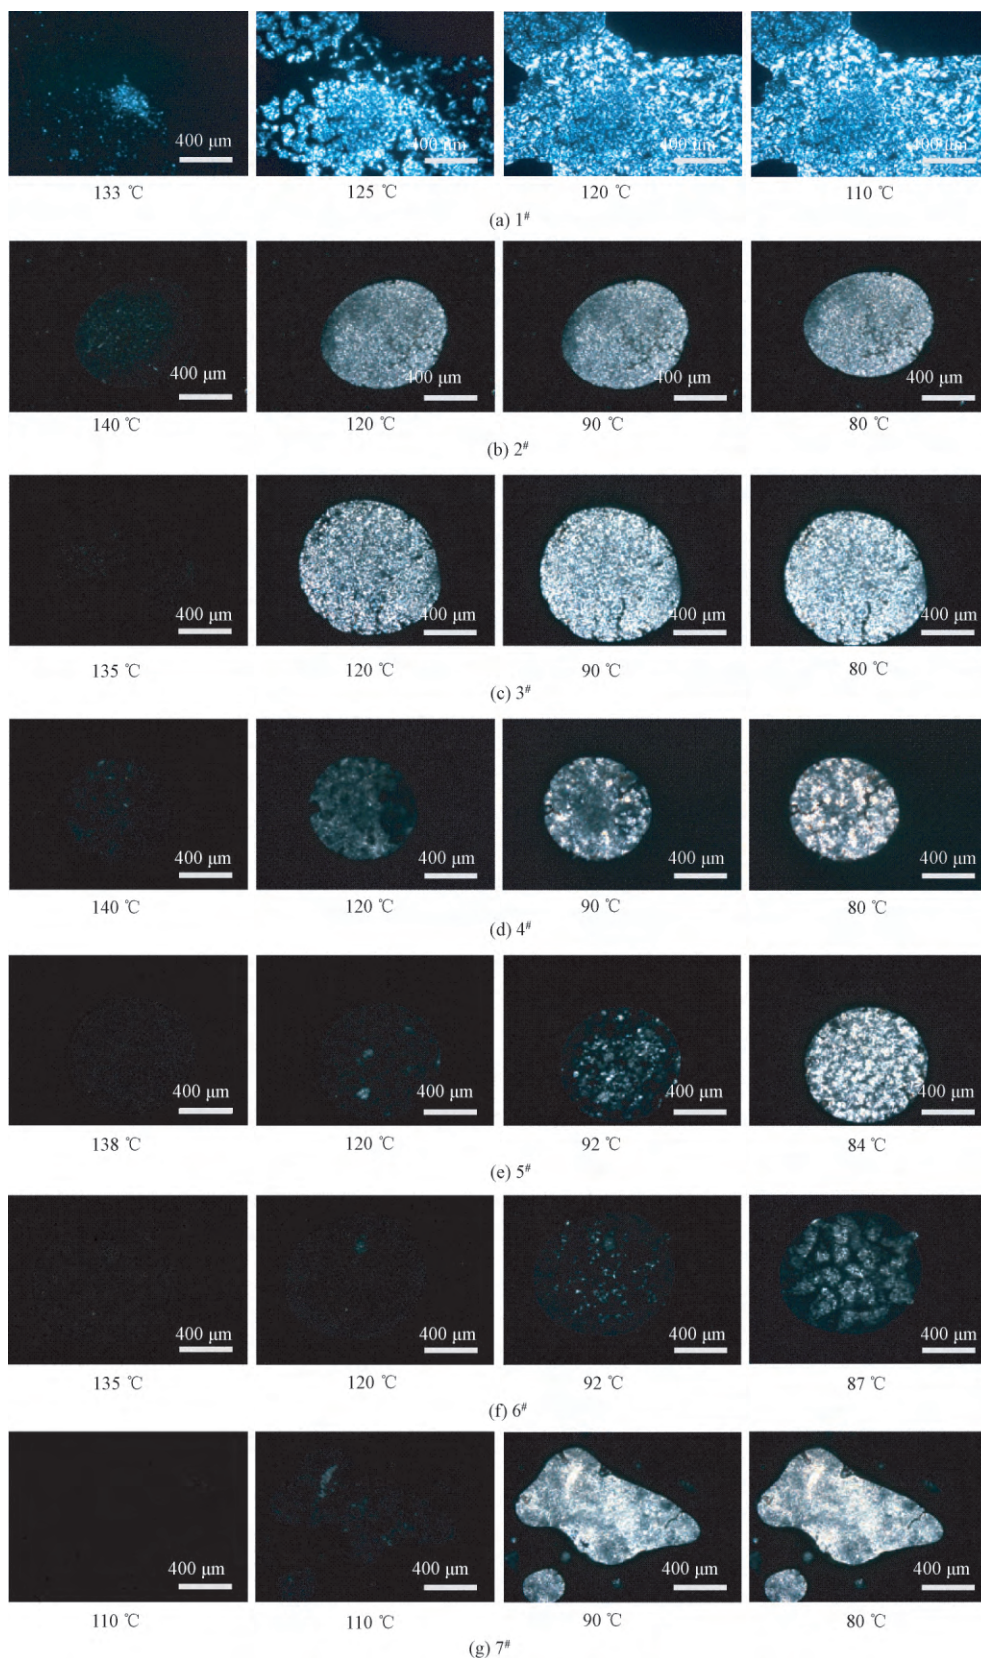 400 μm 400 μm 400 μm 400 μm
133 ℃ 125 ℃ 120 ℃ 110 ℃
(a) 1#
400 μm 400 μm 400 μm 400 μm
140 ℃ 120 ℃ 90 ℃ 80 ℃
(b) 2#
400 μm 400 μm 400 μm 400 μm
135 ℃ 120 ℃ 90 ℃ 80 ℃
(c) 3#
400 μm 400 μm 400 μm 400 μm
140 ℃ 120 ℃ 90 ℃ 80 ℃
(d) 4#
400 μm 400 μm 400 μm 400 μm
138 ℃ 120 ℃ 92 ℃ 84 ℃
(e) 5#
400 μm 400 μm 400 μm 400 μm
135 ℃ 120 ℃ 92 ℃ 87 ℃
(f) 6#
400 μm 400 μm 400 μm 400 μm
110 ℃ 110 ℃ 90 ℃ 80 ℃
(g) 7#